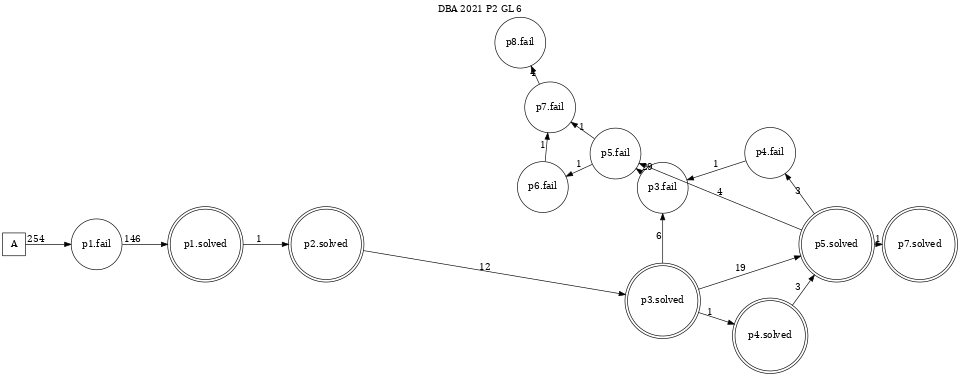 DBA 2021 P2 GL 6
p8.fail
p7.fail
1
p5.fail
p4.fail
1
1
1
p6.fail
p3.fail
4
3
6
A
254
p1.fail
146
p1.solved
1
p2.solved
p5.solved
1
p7.solved
12
19
p3.solved
3
1
p4.solved